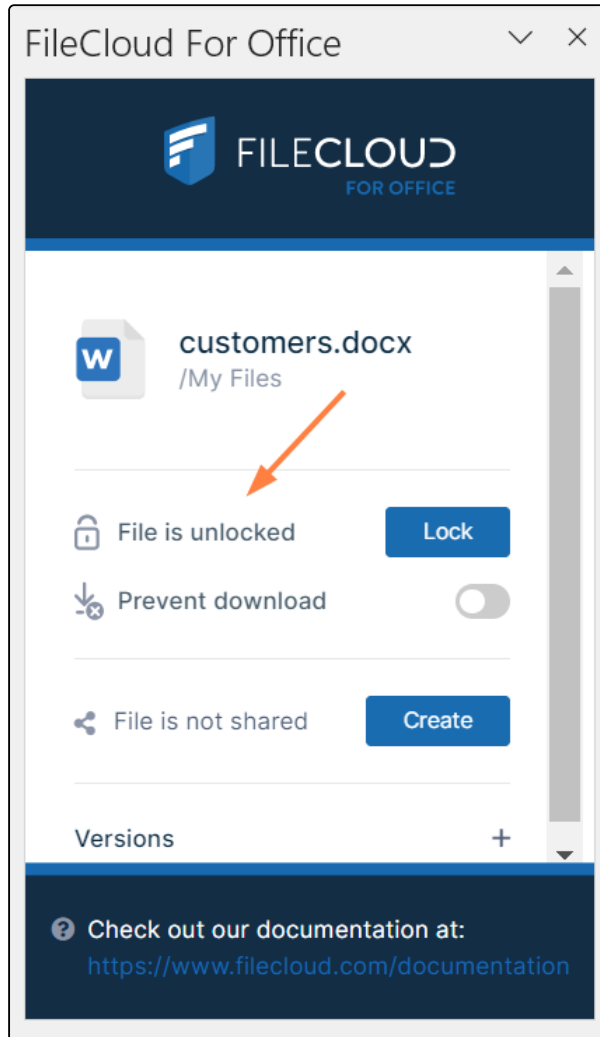 FileCloud For Office
FILECLOUD
FOR OFFICE
W
customers.docx
/My Files
File is unlocked
Lock
Prevent download
File is not shared
Create
Versions
+
? Check out our documentation at:
https://www.filecloud.com/documentation